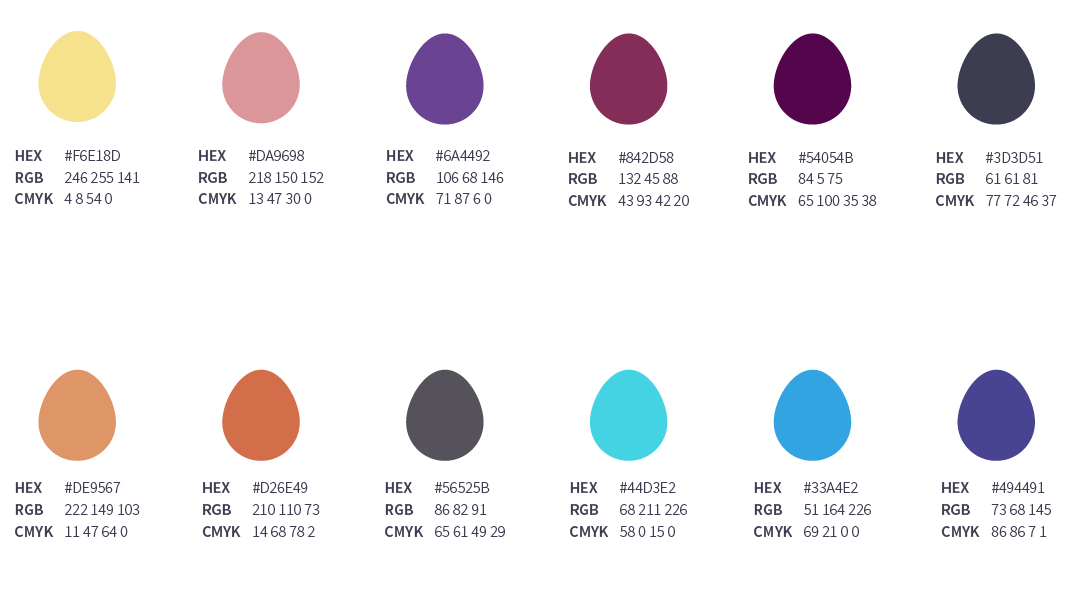 HEX #F6E18D
RGB 246 255 141
CMYK 4 8 54 0
HEX #DA9698
RGB 218 150 152
CMYK 13 47 30 0
HEX #6A4492
RGB 106 68 146
CMYK 71 87 6 0
HEX #842D58
RGB 132 45 88
CMYK 43 93 42 20
HEX #54054B
RGB 84 5 75
CMYK 65 100 35 38
HEX #3D3D51
RGB 61 61 81
CMYK 77 72 46 37
HEX #DE9567
RGB 222 149 103
CMYK 11 47 64 0
HEX #D26E49
RGB 210 110 73
CMYK 14 68 78 2
HEX #56525B
RGB 86 82 91
CMYK 65 61 49 29
HEX #44D3E2
RGB 68 211 226
CMYK 58 0 15 0
HEX #33A4E2
RGB 51 164 226
CMYK 69 21 0 0
HEX #494491
RGB 73 68 145
CMYK 86 86 7 1